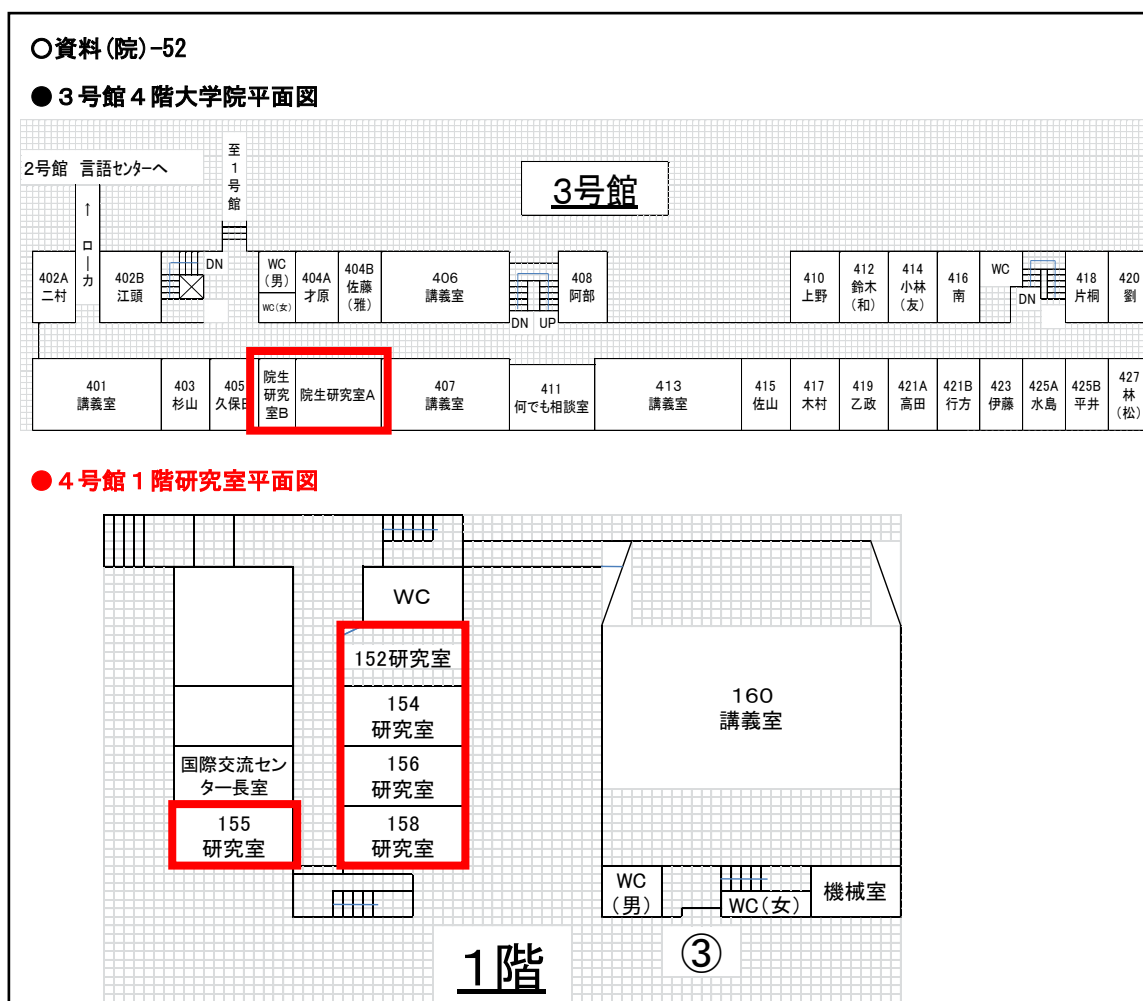 ○資料(院)-52
●３号館４階大学院平面図
2号館 言語センターへ
至１号館
3号館
↑ ローカ
402A
二村
402B
江頭
DN
WC
(男)
WC(女)
404A
才原
404B
佐藤
(雅)
406
講義室
DN UP
408
阿部
410
上野
412
鈴木
(和)
414
小林
(友)
416
南
WC
DN
418
片桐
420
劉
401
講義室
403
杉山
405
久保田
院生
研究
室B
院生研究室A
407
講義室
411
何でも相談室
413
講義室
415
佐山
417
木村
419
乙政
421A
高田
421B
行方
423
伊藤
425A
水島
425B
平井
427
林
(松)
●４号館１階研究室平面図
WC
152研究室
154
研究室
156
研究室
158
研究室
国際交流セン
ター長室
155
研究室
160
講義室
WC
(男)
WC(女)
機械室
1階
③